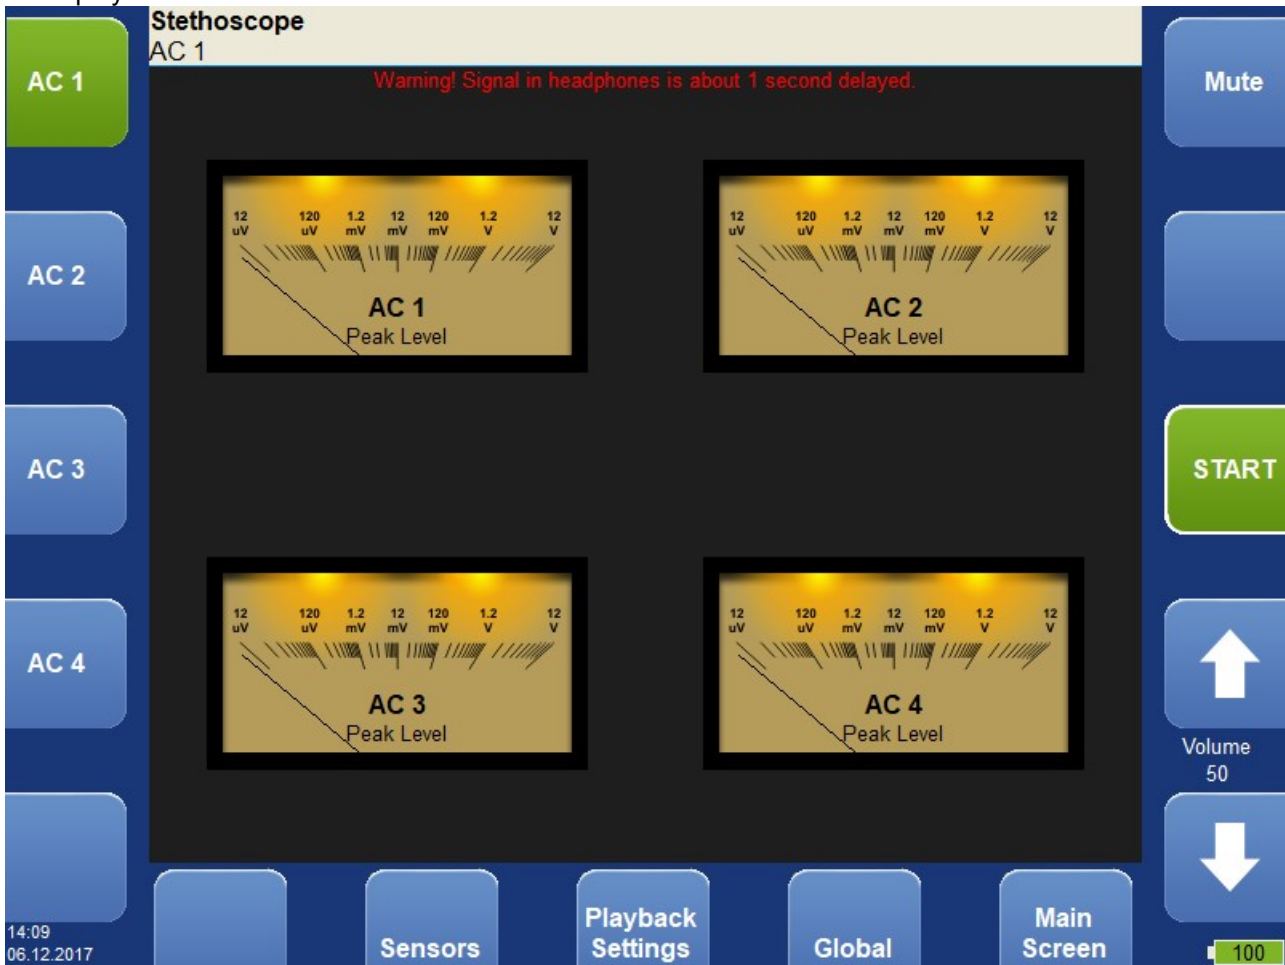 Stethoscope
AC 1
Warning! Signal in headphones is about 1 second delayed.
AC 1
AC 2
AC 3
AC 4
14:09
06.12.2017
12 120 1.2 12 120 1.2 12
uV uV mV mV mV V V
AC 1
Peak Level
12 120 1.2 12 120 1.2 12
uV uV mV mV mV V V
AC 2
Peak Level
12 120 1.2 12 120 1.2 12
uV uV mV mV mV V V
AC 3
Peak Level
12 120 1.2 12 120 1.2 12
uV uV mV mV mV V V
AC 4
Peak Level
Mute
START
Volume
50
Sensors
Playback
Settings
Global
Main
Screen
100